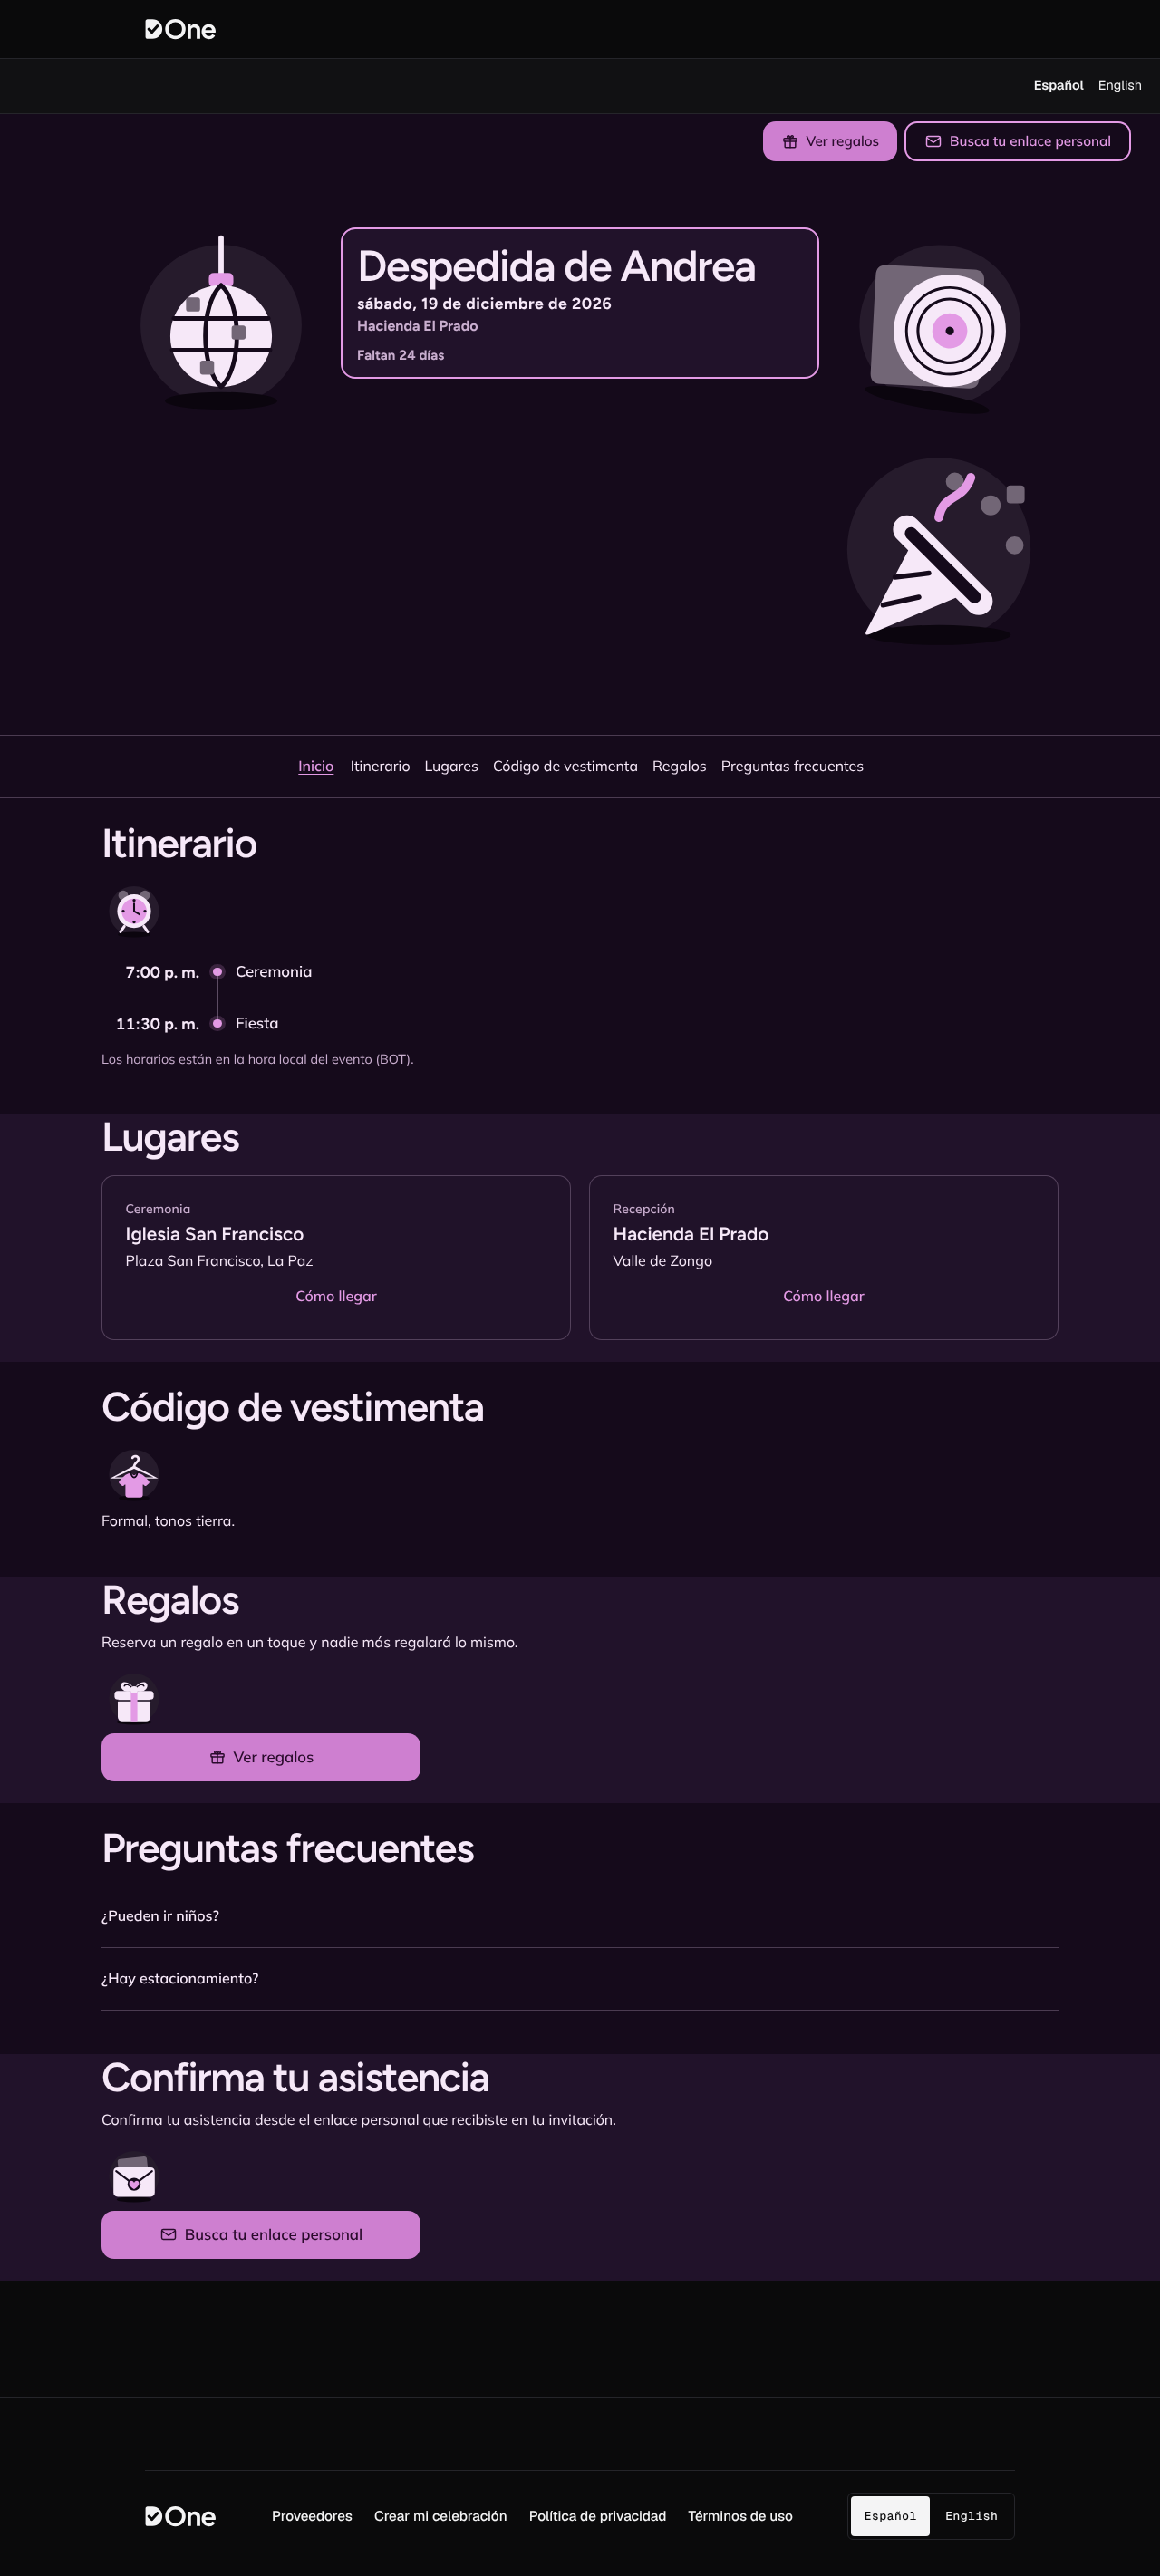 One
Español English
Ver regalos Busca tu enlace personal
Despedida de Andrea
sábado, 19 de diciembre de 2026
Hacienda El Prado
Faltan 24 días
Inicio Itinerario Lugares Código de vestimenta Regalos Preguntas frecuentes
Itinerario
7:00 p. m. Ceremonia
11:30 p. m. Fiesta
Los horarios están en la hora local del evento (BOT).
Lugares
Ceremonia
Iglesia San Francisco
Plaza San Francisco, La Paz
Cómo llegar
Recepción
Hacienda El Prado
Valle de Zongo
Cómo llegar
Código de vestimenta
Formal, tonos tierra.
Regalos
Reserva un regalo en un toque y nadie más regalará lo mismo.
Ver regalos
Preguntas frecuentes
¿Pueden ir niños?
¿Hay estacionamiento?
Confirma tu asistencia
Confirma tu asistencia desde el enlace personal que recibiste en tu invitación.
Busca tu enlace personal
One Proveedores Crear mi celebración Política de privacidad Términos de uso Español English